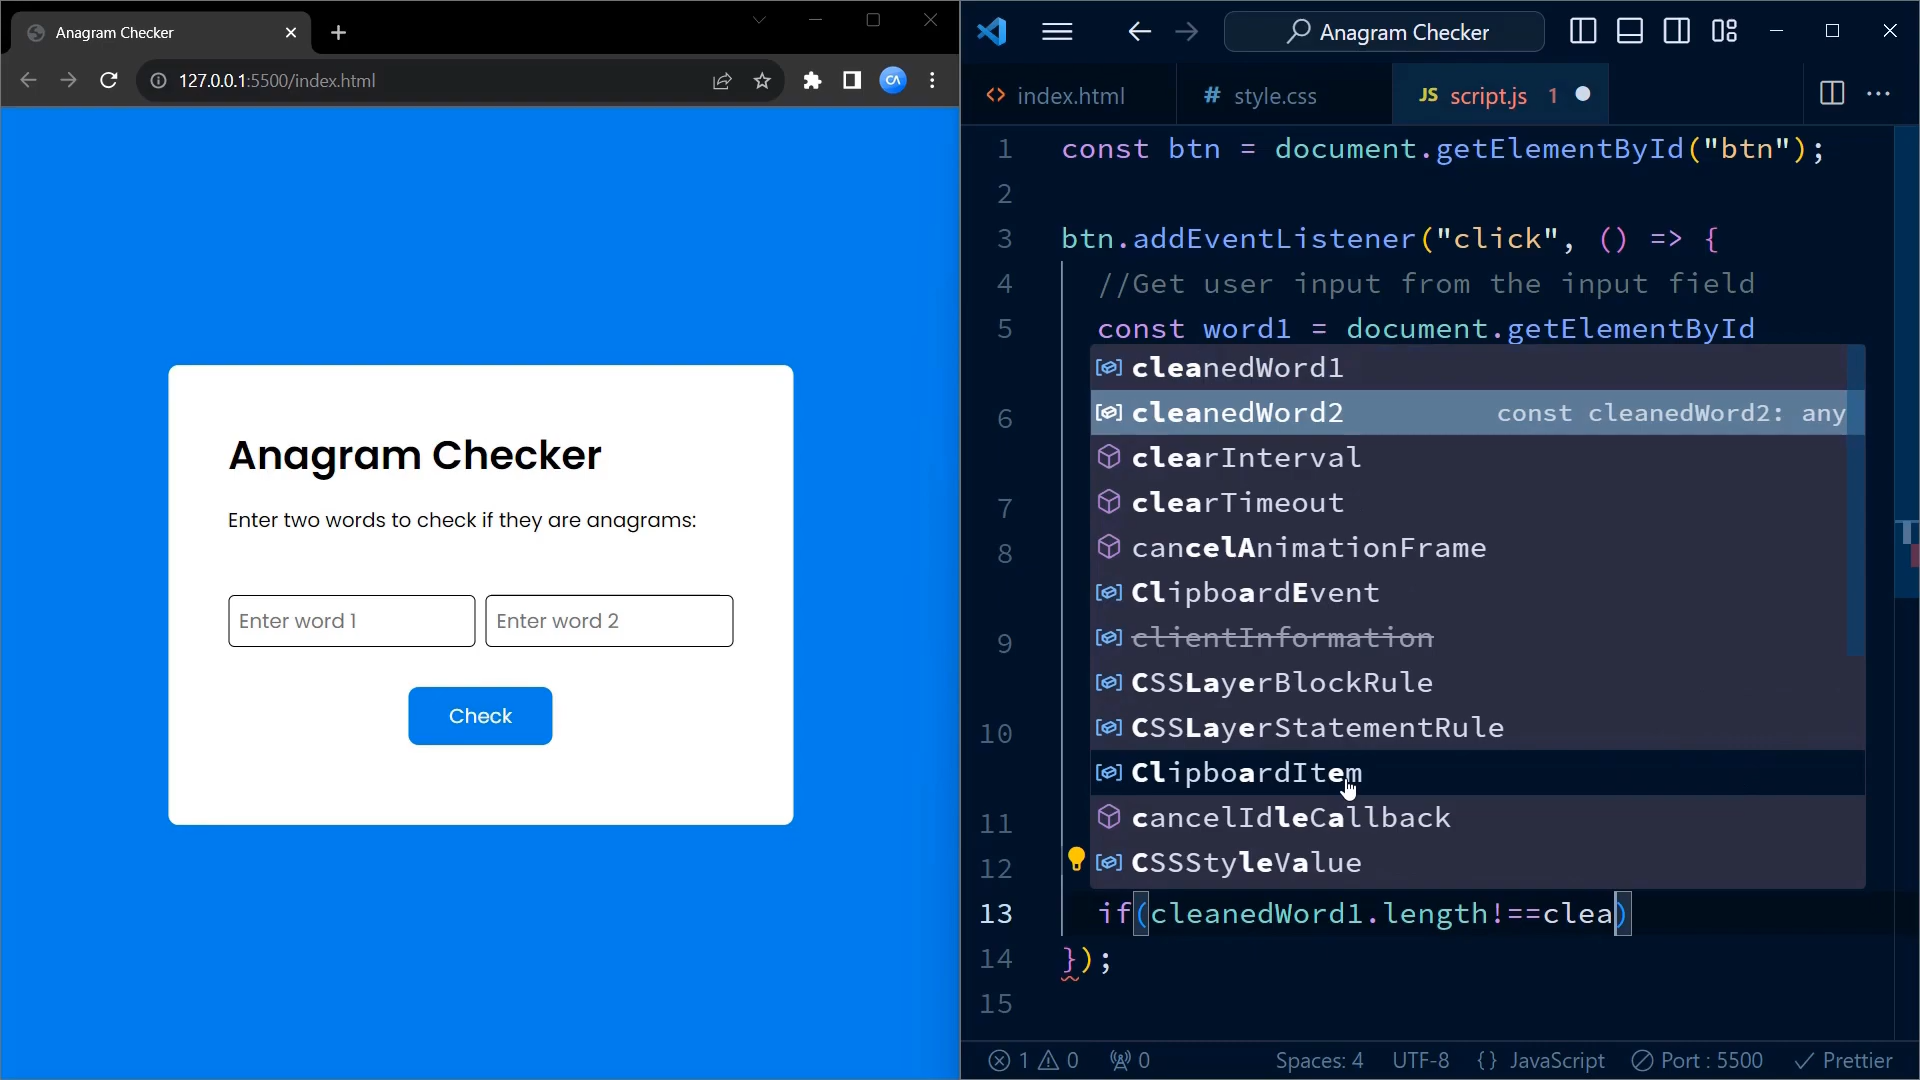 Anagram Checker
127.0.0.1:5500/index.html
CA
Anagram Checker
Enter two words to check if they are anagrams:
Enter word 1
Enter word 2
Check
Anagram Checker
index.html
# style.css
JS script.js 1
1 const btn = document.getElementById("btn");
2
3 btn.addEventListener("click", () => {
4 //Get user input from the input field
5 const word1 = document.getElementById
cleanedWord1
6 cleanedWord2 const cleanedWord2: any
clearInterval
7 clearTimeout
8 cancelAnimationFrame
ClipboardEvent
9 clientInformation
CSSLayerBlockRule
10 CSSLayerStatementRule
ClipboardItem
11 cancelIdleCallback
12 CSSStyleValue
13 if(cleanedWord1.length!==clea)
14 });
15
1 0 0 Spaces: 4 UTF-8 {} JavaScript Port : 5500 Prettier